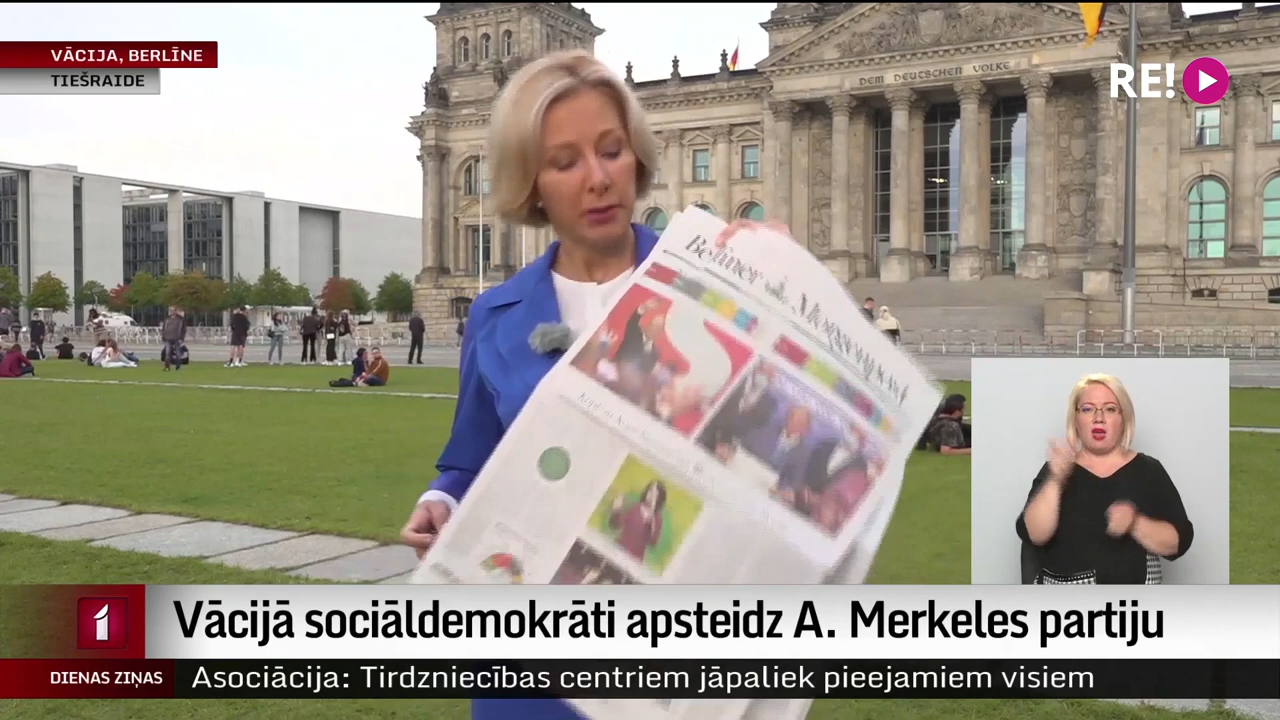 VĀCIJA, BERLĪNE
TIEŠRAIDE
DEM DEUTSCHEN VOLKE
RE!
Berliner Morgenpost
1
Vācijā sociāldemokrāti apsteidz A. Merkeles partiju
DIENAS ZIŅAS
Asociācija: Tirdzniecības centriem jāpaliek pieejamiem visiem